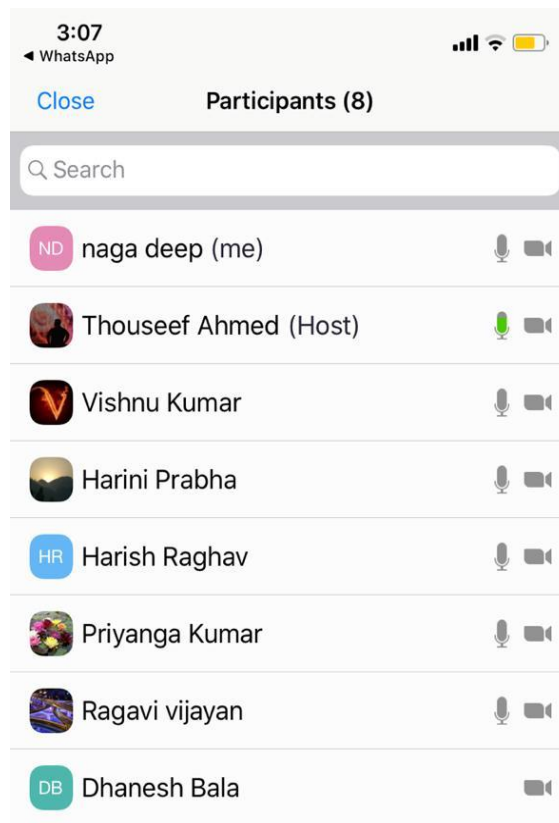 3:07
◀ WhatsApp
Close Participants (8)
Search
ND naga deep (me)
Thouseef Ahmed (Host)
V Vishnu Kumar
Harini Prabha
HR Harish Raghav
Priyanga Kumar
Ragavi vijayan
DB Dhanesh Bala